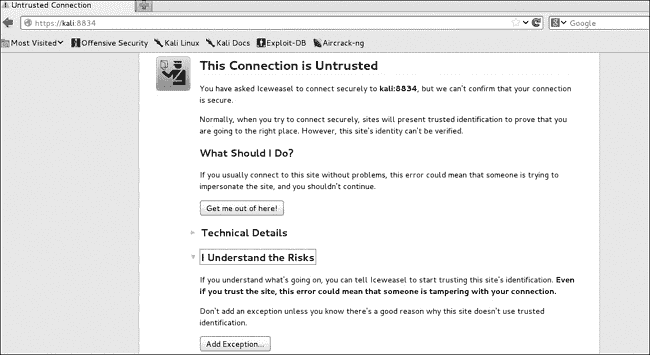 Untrusted Connection
https://kali:8834
Google
Most Visited
Offensive Security
Kali Linux
Kali Docs
Exploit-DB
Aircrack-ng
This Connection is Untrusted
You have asked Iceweasel to connect securely to kali:8834, but we can't confirm that your connection
is secure.
Normally, when you try to connect securely, sites will present trusted identification to prove that you
are going to the right place. However, this site's identity can't be verified.
What Should I Do?
If you usually connect to this site without problems, this error could mean that someone is trying to
impersonate the site, and you shouldn't continue.
Get me out of here!
Technical Details
I Understand the Risks
If you understand what's going on, you can tell Iceweasel to start trusting this site's identification. Even
if you trust the site, this error could mean that someone is tampering with your connection.
Don't add an exception unless you know there's a good reason why this site doesn't use trusted
identification.
Add Exception...